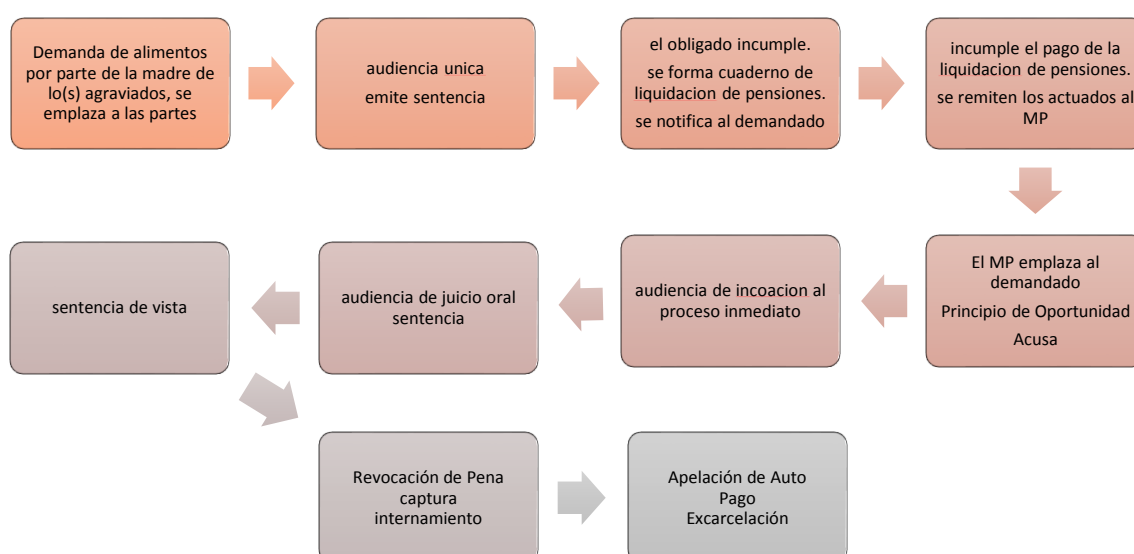 Demanda de alimentos
por parte de la madre de
lo(s) agraviados, se
emplaza a las partes
audiencia unica
emite sentencia
el obligado incumple.
se forma cuaderno de
liquidacion de pensiones.
se notifica al demandado
incumple el pago de la
liquidacion de pensiones.
se remiten los actuados al
MP
El MP emplaza al
demandado
Principio de Oportunidad
Acusa
audiencia de incoacion al
proceso inmediato
audiencia de juicio oral
sentencia
sentencia de vista
Revocación de Pena
captura
internamiento
Apelación de Auto
Pago
Excarcelación